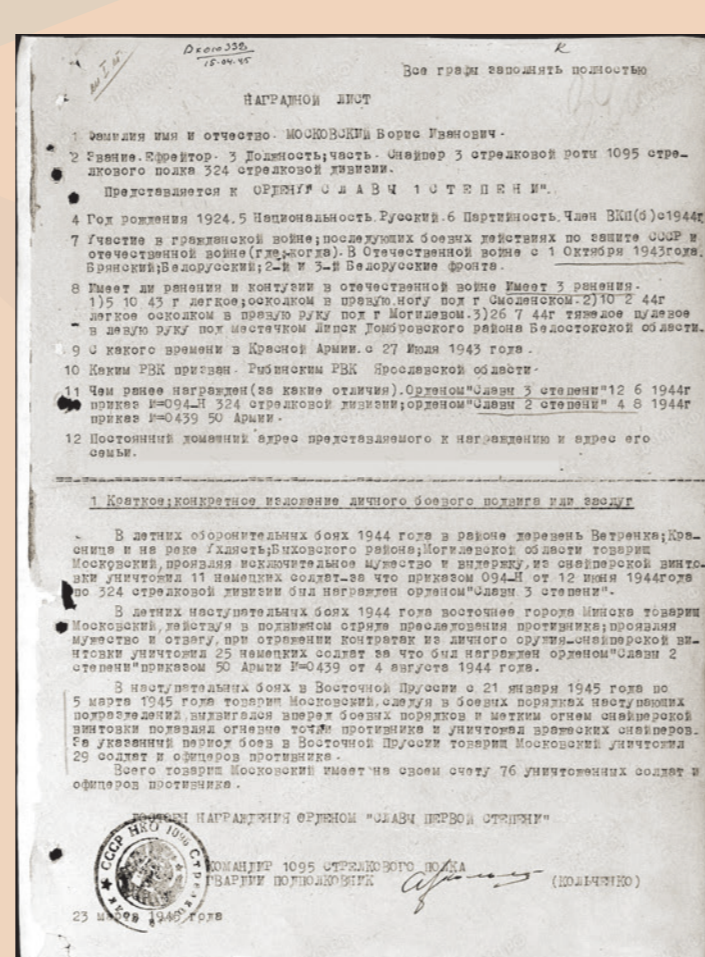 15-04-45
К
Все графы заполнять полностью
НАГРАДНОЙ ЛИСТ
1 Фамилия имя и отчество. МОСКОВСКИЙ Борис Иванович.
2 Звание. Ефрейтор. 3 Должность;часть. Снайпер 3 стрелковой роты 1095 стре-
лкового полка 324 стрелковой дивизии.
Представляется к ОРДЕНУ" С Л А В Ы 1 С Т Е П Е Н И".
4 Год рождения 1924.5 Национальность.Русский.6 Партийность.Член ВКП(б)с1944г
7 Участие в гражданской войне;последующих боевых действиях по защите СССР и
отечественной войне(где;когда).В Отечественной войне с 1 Октября 1943года.
Брянский;Белорусский;2-й и 3-й Белорусские фронта.
8 Имеет ли ранения и контузии в отечественной войне Имеет 3 ранения.
1)5 10 43 г легкое;осколком в правую.ногу под г Смоленском.2)10 2 44г
легкое осколком в правую руку под г Могилевом.3)26 7 44г тяжелое пулевое
в левую руку под местечком Липск Домбровского района Белостокской области.
9 С какого времени в Красной Армии.с 27 Июля 1943 года.
10 Каким РВК призван. Рыбинским РВК Ярославской области.
11 Чем ранее награжден(за какие отличия).Орденом"Славы 3 степени"12 6 1944г
приказ №=094-Н 324 стрелковой дивизии;орденом"Славы 2 степени" 4 8 1944г
приказ №=0439 50 Армии.
12 Постоянный домашний адрес представляемого к награждению и адрес его
семьи.
1 Краткое;конкретное изложение личного боевого подвига или заслуг
В летних оборонительных боях 1944 года в районе деревень Ветренка;Кра-
сница и на реке Ухлясть;Быховского района;Могилевской области товарищ
Московский,проявляя исключительное мужество и выдержку,из снайперской винто-
вки уничтожил 11 немецких солдат-за что приказом 094-Н от 12 июня 1944года
по 324 стрелковой дивизии был награжден орденом"Славы 3 степени".
В летних наступательных боях 1944 года восточнее города Минска товарищ
Московский,действуя в подвижном отряде преследования противника;проявляя
мужество и отвагу,при отражении контратак из личного оружия-снайперской ви-
нтовки уничтожил 25 немецких солдат за что был награжден орденом"Славы 2
степени"приказом 50 Армии №=0439 от 4 августа 1944 года.
В наступательных боях в Восточной Пруссии с 21 января 1945 года по
5 марта 1945 года товарищ Московский,следуя в боевых порядках наступающих
подразделений,выдвигался вперед боевых порядков и метким огнем снайперской
винтовки подавлял огневые точки противника и уничтожал вражеских снайперов.
За указанный период боев в Восточной Пруссии товарищ Московский уничтожил
29 солдат и офицеров противника.
Всего товарищ Московский имеет на своем счету 76 уничтоженных солдат и
офицеров противника.
ДОСТОЕН НАГРАЖДЕНИЯ ОРДЕНОМ "СЛАВЫ ПЕРВОЙ СТЕПЕНИ"
СССР НКО
КОМАНДИР 1095 СТРЕЛКОВОГО ПОЛКА
ГВАРДИИ ПОДПОЛКОВНИК (КОЛЬЧЕНКО)
23 марта 1945 года